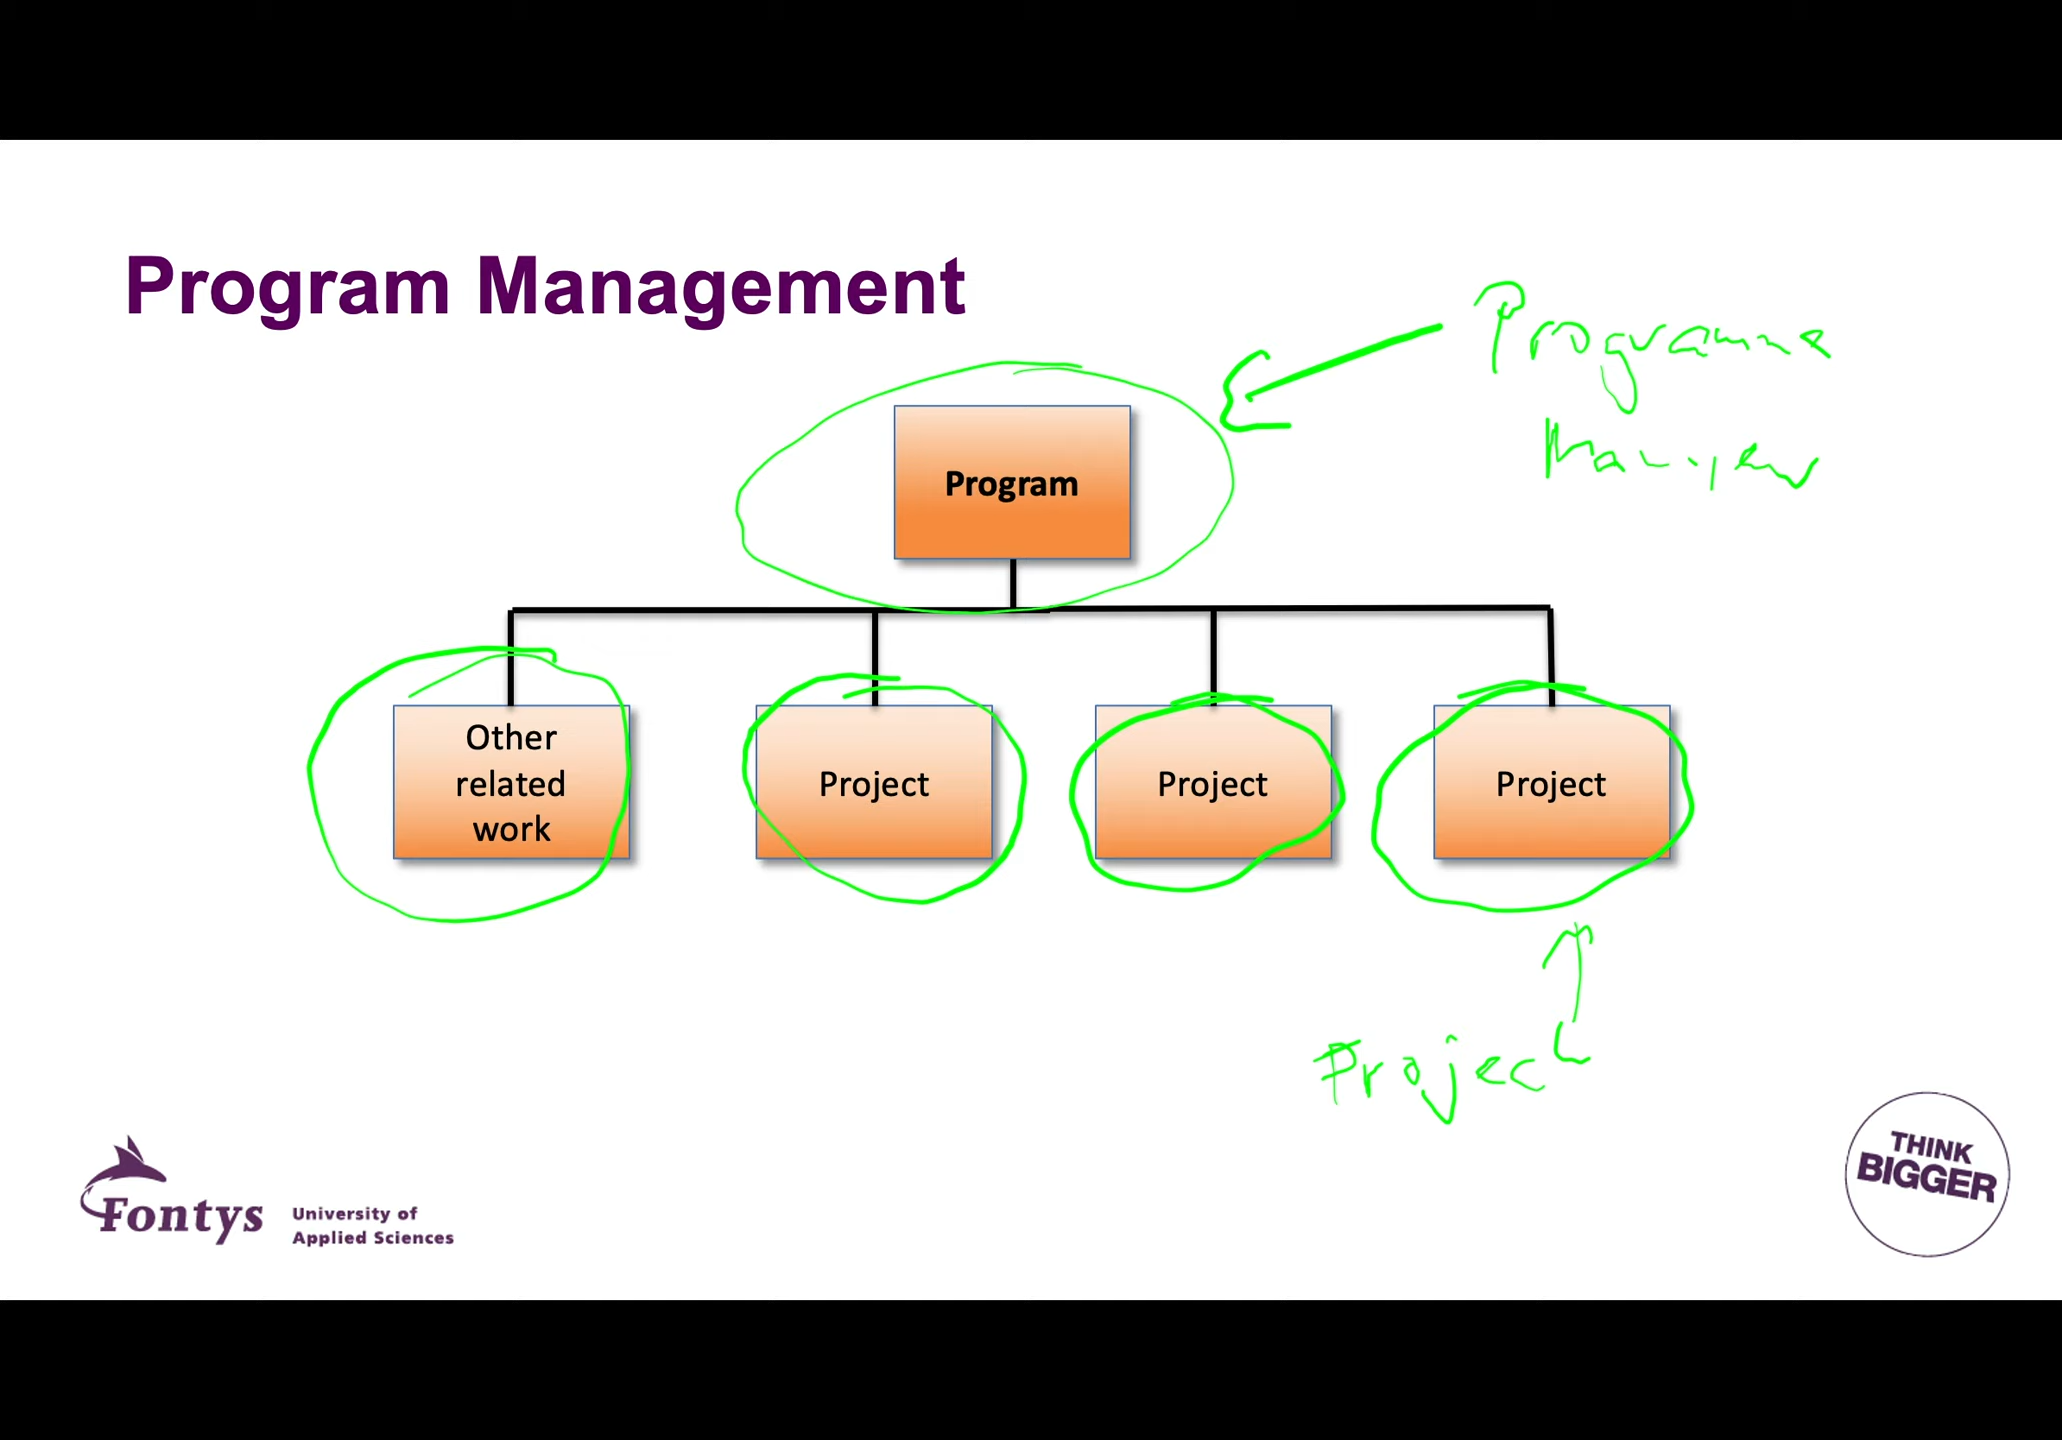 Program Management
Programme
Manager
Program
Other
related
work
Project
Project
Project
Project
Fontys
University of
Applied Sciences
THINK
BIGGER